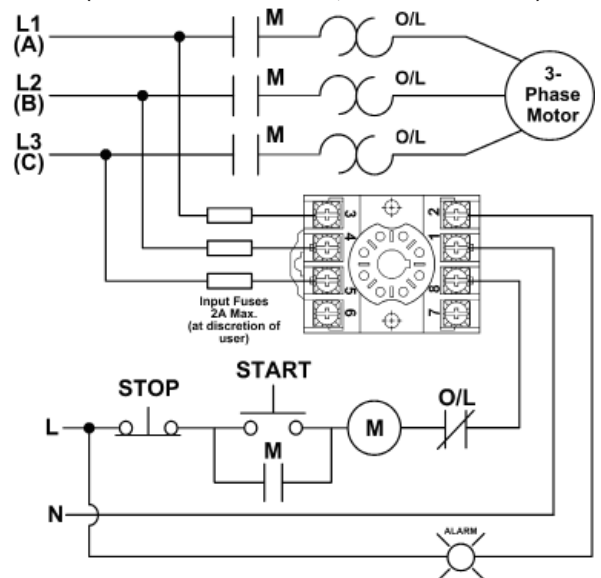 L1
(A)
M
O/L
L2
(B)
M
O/L
L3
(C)
M
O/L
3-
Phase
Motor
3
4
5
6
2
1
8
7
Input Fuses
2A Max.
(at discretion of
user)
STOP
START
M
L
M
O/L
N
ALARM